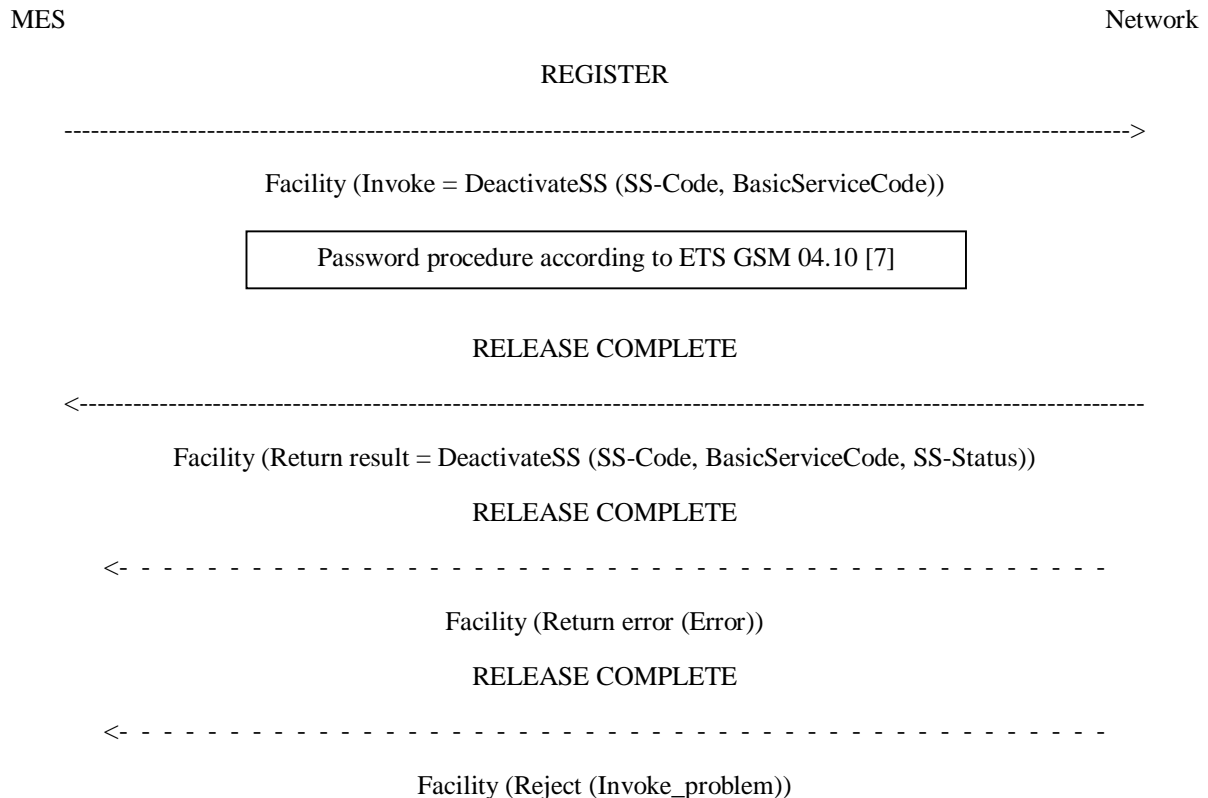 MES Network
REGISTER
----------------------------------------------------------------------------------------------------------------------->
Facility (Invoke = DeactivateSS (SS-Code, BasicServiceCode))
Password procedure according to ETS GSM 04.10 [7]
RELEASE COMPLETE
<-----------------------------------------------------------------------------------------------------------------------
Facility (Return result = DeactivateSS (SS-Code, BasicServiceCode, SS-Status))
RELEASE COMPLETE
<- - - - - - - - - - - - - - - - - - - - - - - - - - - - - - - - - - - - - - - - - - - - -
Facility (Return error (Error))
RELEASE COMPLETE
<- - - - - - - - - - - - - - - - - - - - - - - - - - - - - - - - - - - - - - - - - - - - -
Facility (Reject (Invoke_problem))